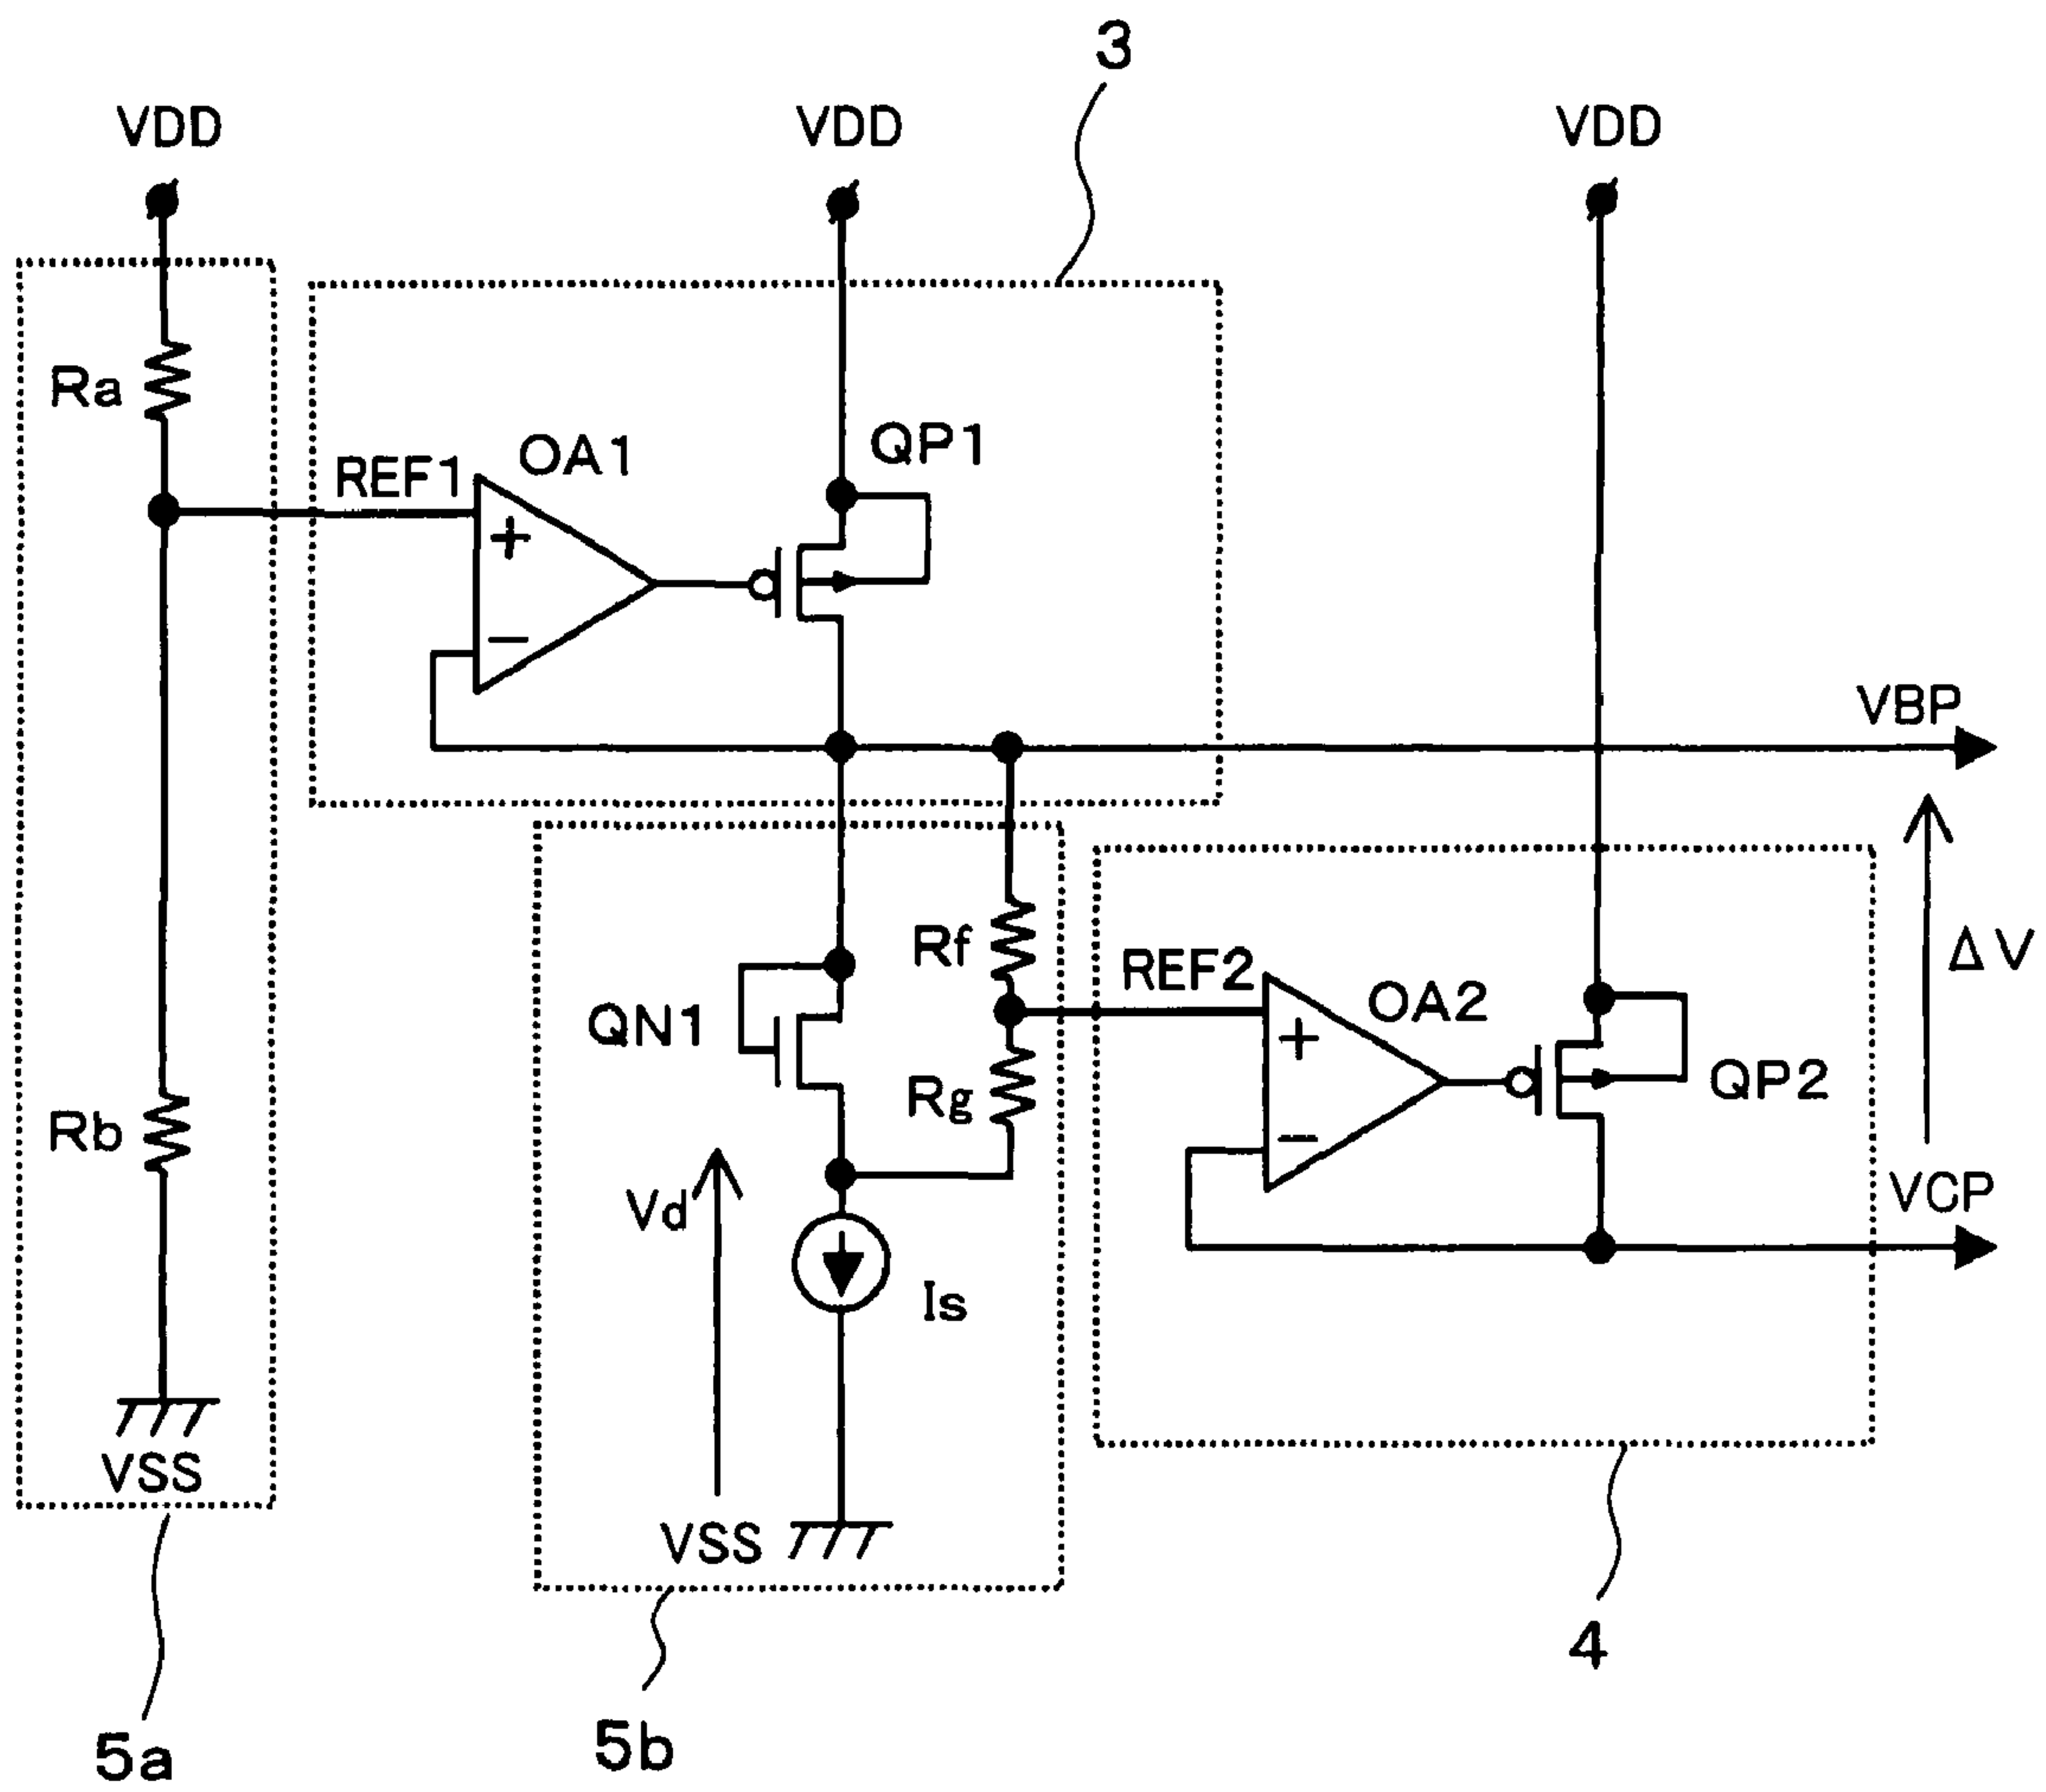 3
VDD
VDD
VDD
Ra
REF1
OA1
QP1
+
−
VBP
Rf
REF2
OA2
ΔV
QN1
+
Rg
QP2
−
Rb
Vd
VCP
Is
VSS
VSS
4
5a
5b